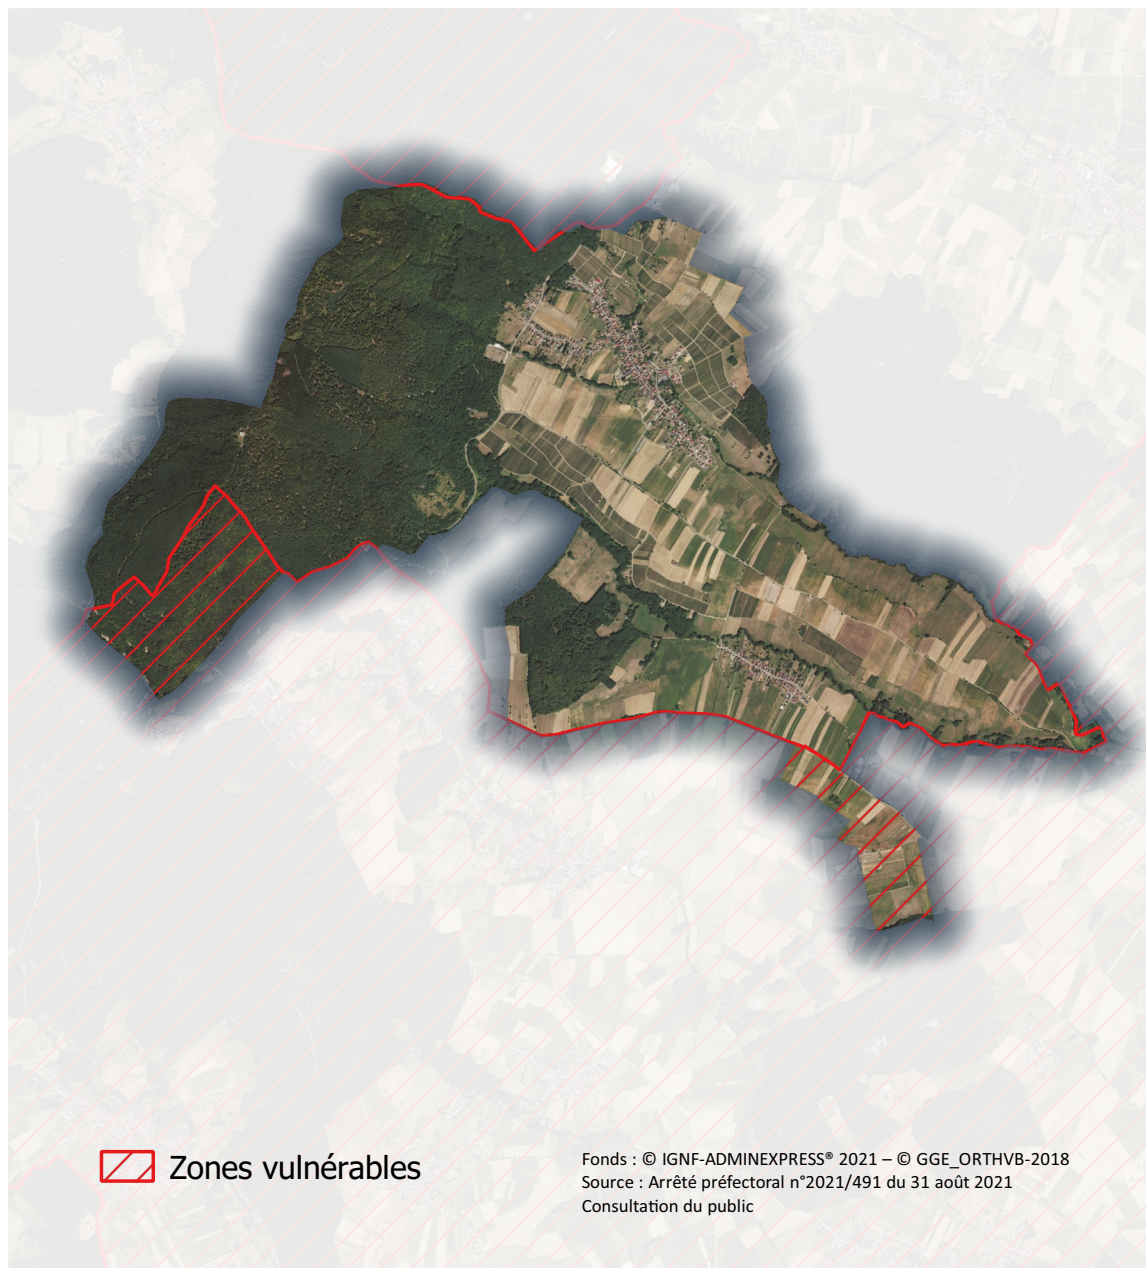 Zones vulnérables
Fonds : © IGNF-ADMINEXPRESS® 2021 – © GGE_ORTHVB-2018
Source : Arrêté préfectoral n°2021/491 du 31 août 2021
Consultation du public